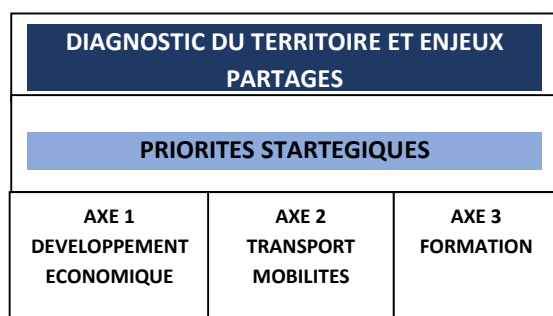 DIAGNOSTIC DU TERRITOIRE ET ENJEUX
PARTAGES
PRIORITES STARTEGIQUES
AXE 1
DEVELOPPEMENT
ECONOMIQUE
AXE 2
TRANSPORT
MOBILITES
AXE 3
FORMATION